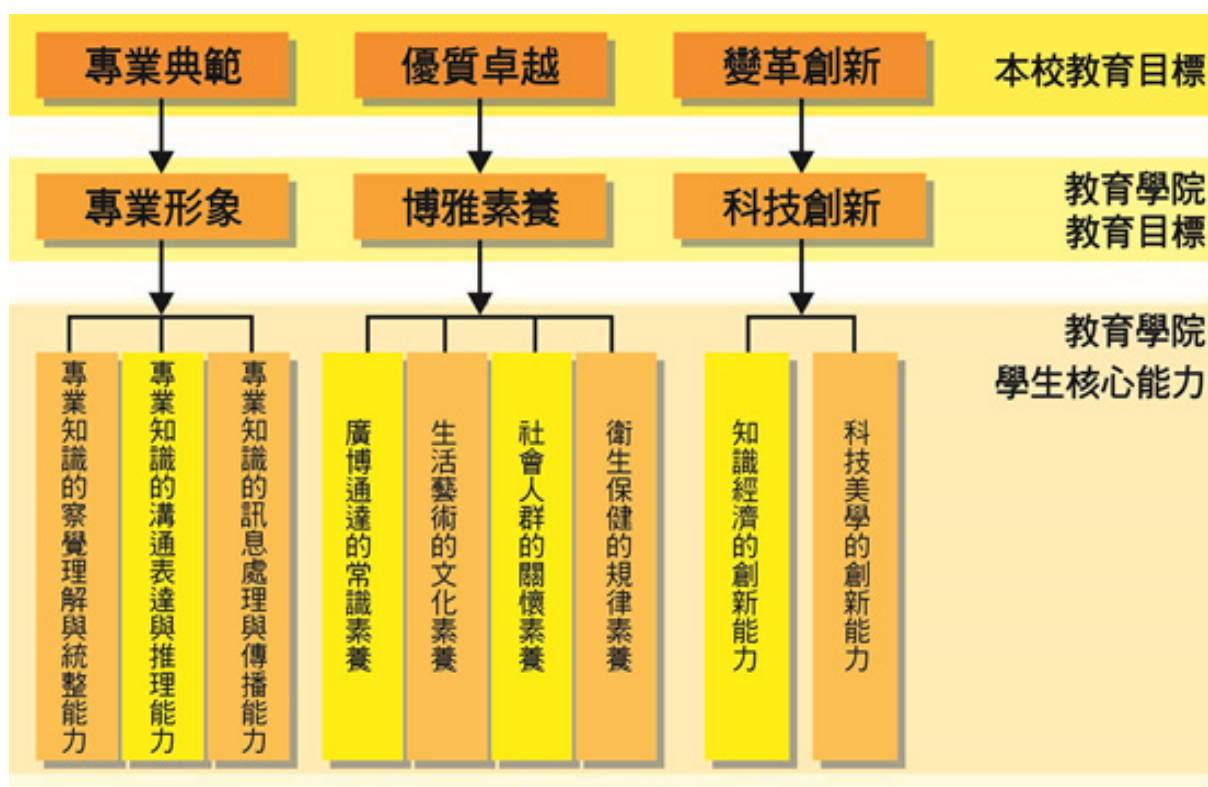 專業典範
優質卓越
變革創新
本校教育目標
專業形象
博雅素養
科技創新
教育學院
教育目標
教育學院
學生核心能力
專業知識的察覺理解與統整能力
專業知識的溝通表達與推理能力
專業知識的訊息處理與傳播能力
廣博通達的常識素養
生活藝術的文化素養
社會人群的關懷素養
衛生保健的規律素養
知識經濟的創新能力
科技美學的創新能力